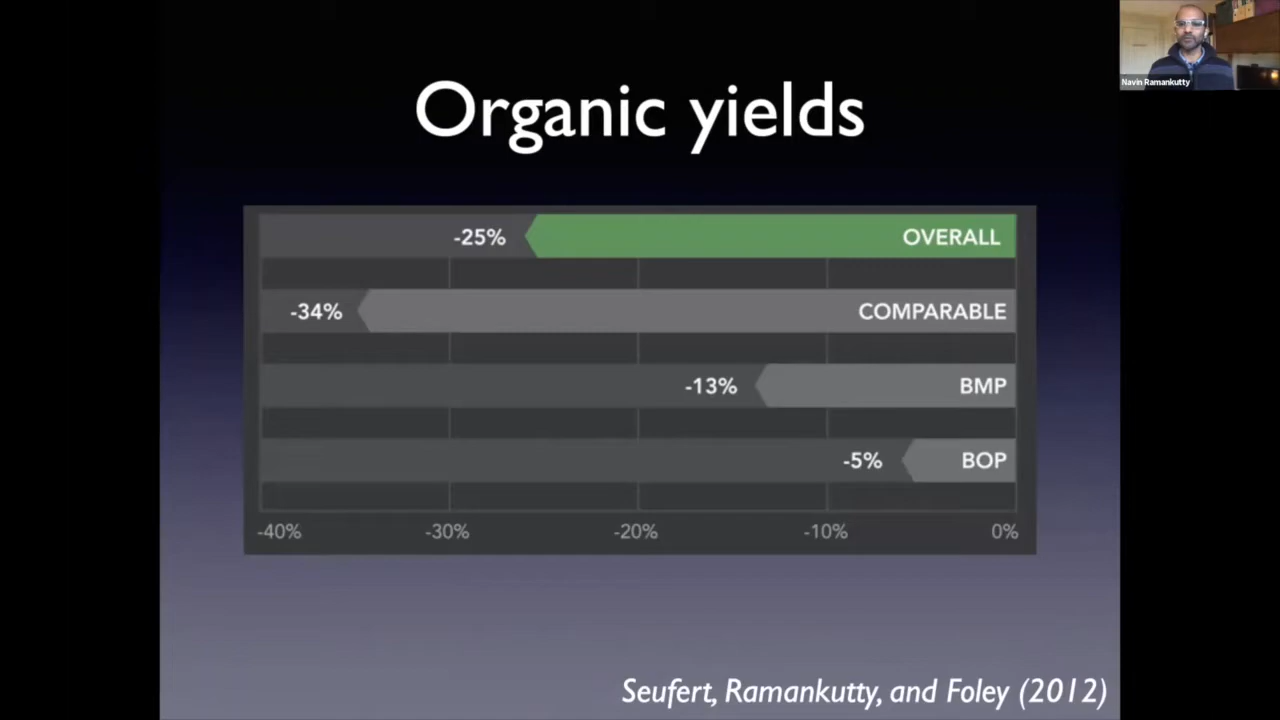 Navin Ramankutty
Organic yields
-25% OVERALL
-34% COMPARABLE
-13% BMP
-5% BOP
-40% -30% -20% -10% 0%
Seufert, Ramankutty, and Foley (2012)